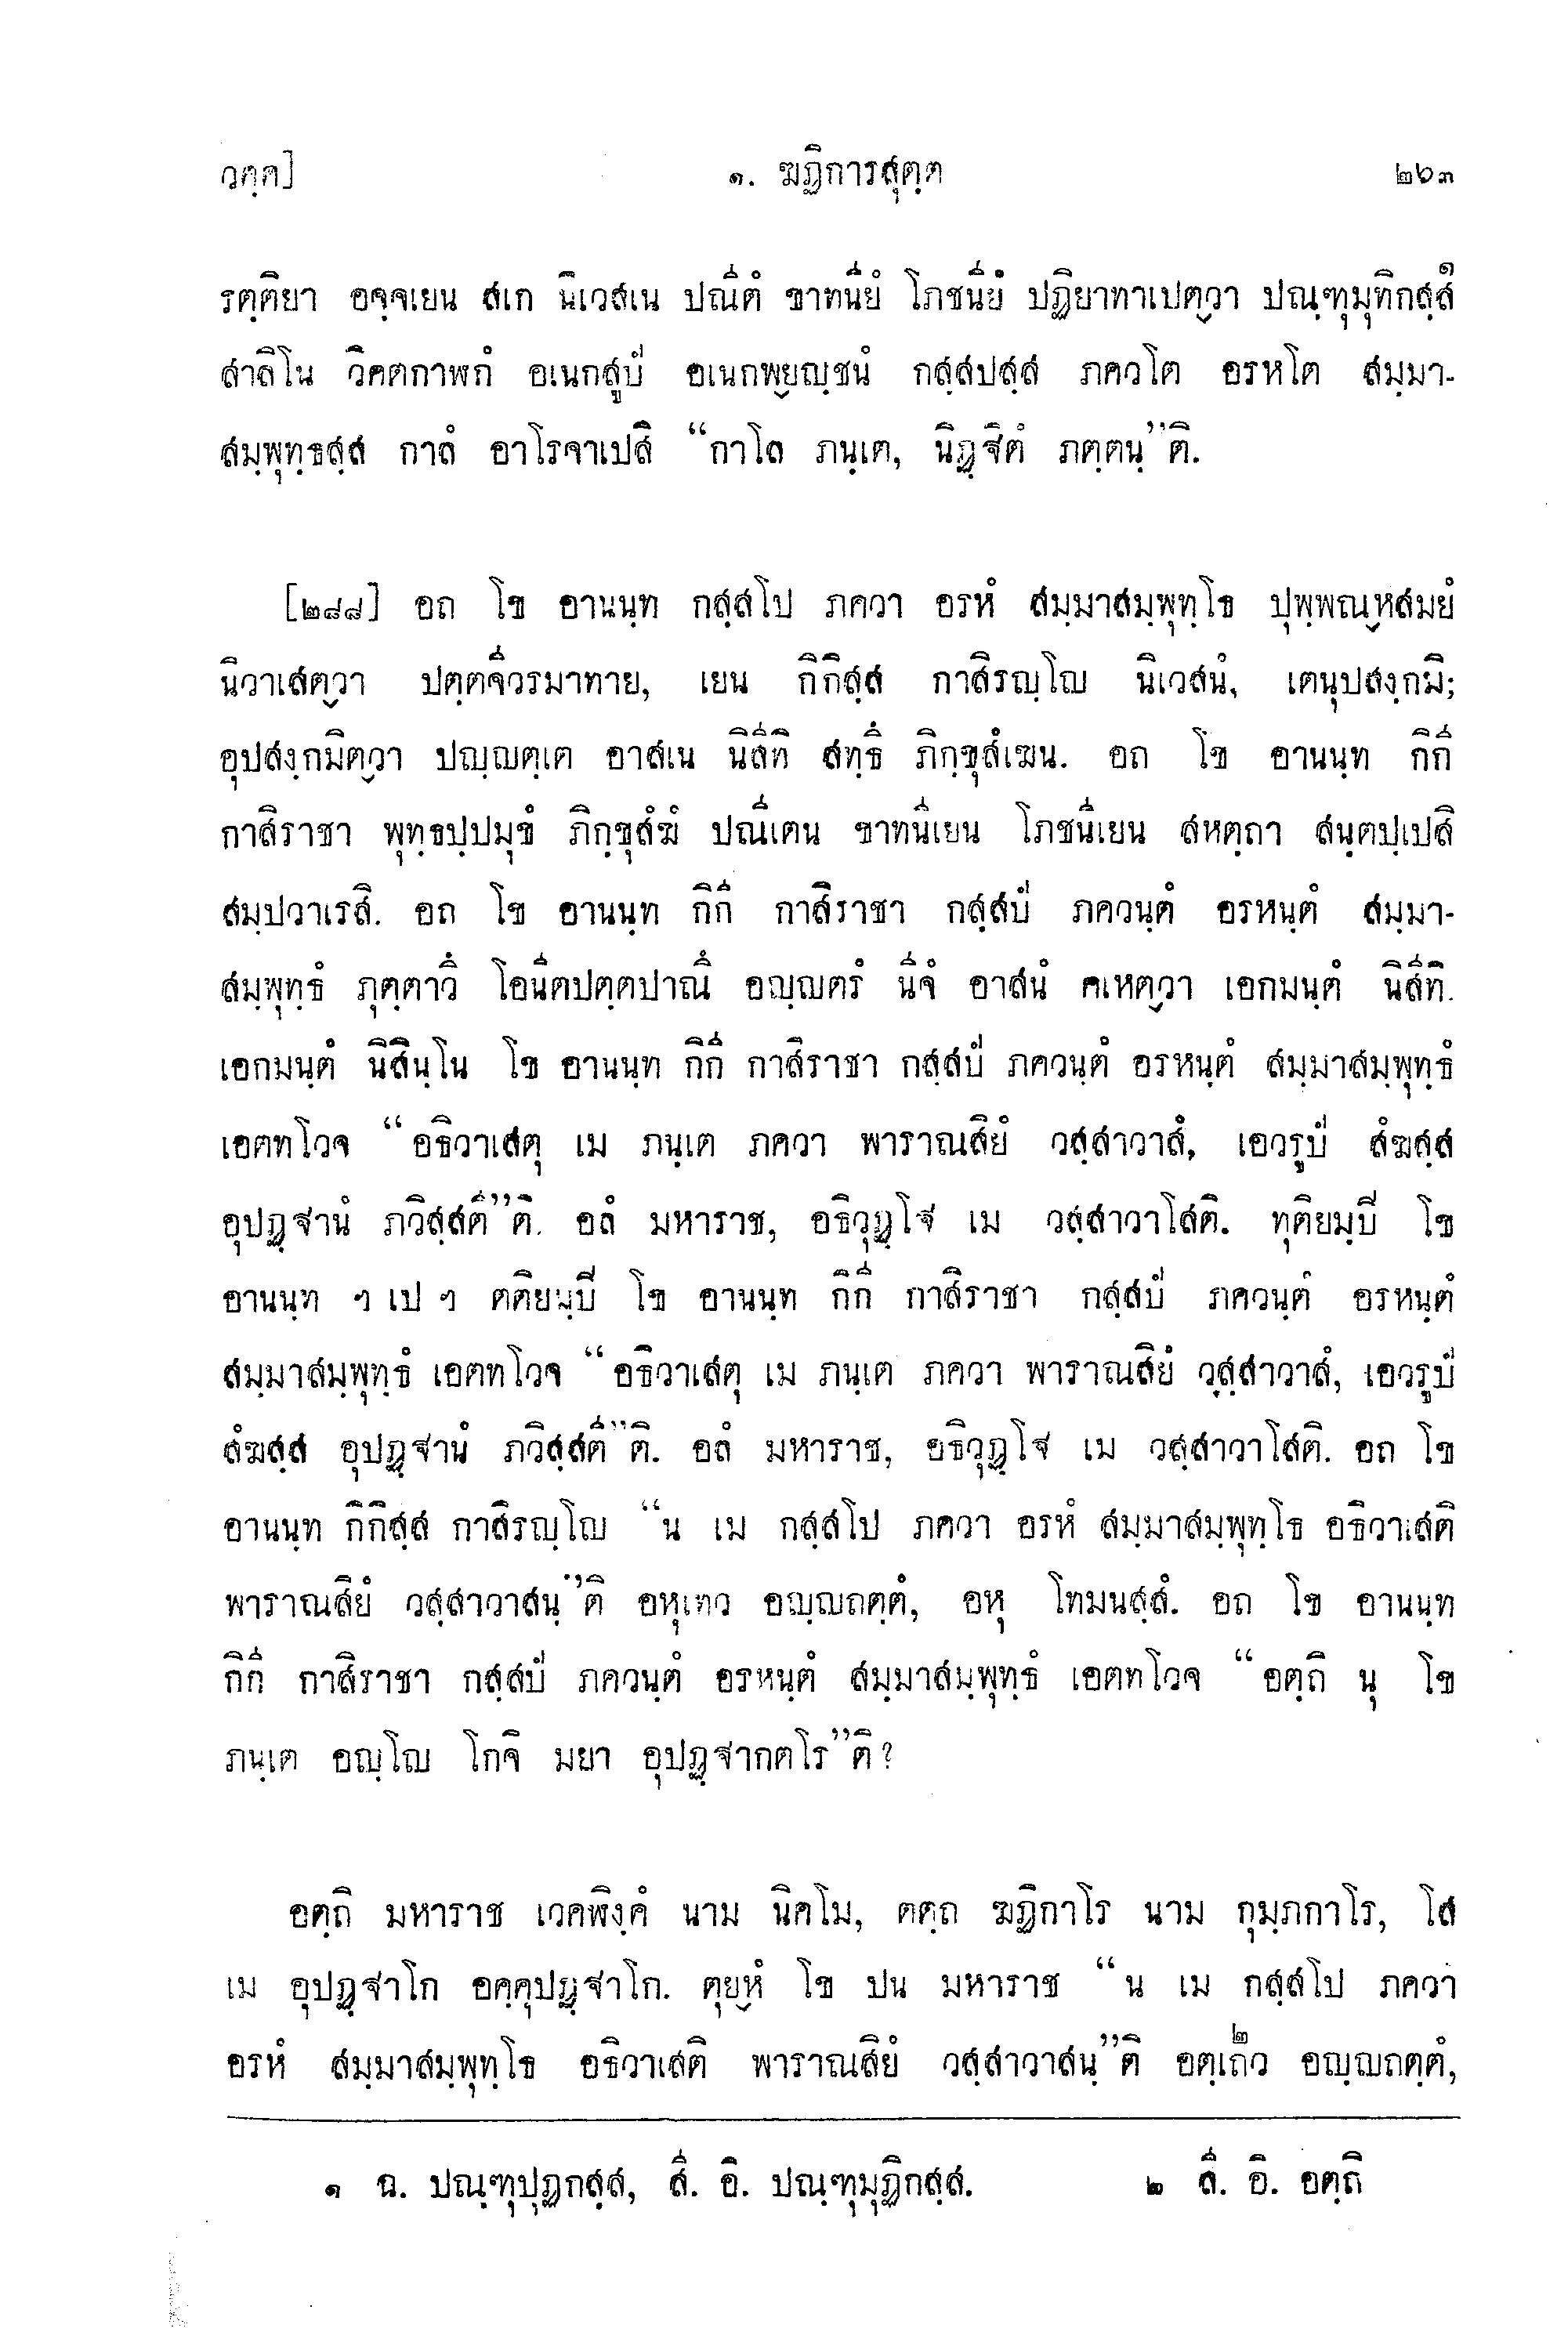 วคฺค]
๑. ฆฏิการสุตฺต
๒๖๓
รตฺติยา อจฺจเยน สเก นิเวสเน ปณีตํ ขาทนียํ โภชนียํ ปฏิยาทาเปตฺวา ปณฺฑุมุทิกสฺส๑
สาลิโน วิคตกาฬกํ อเนกสูปํ อเนกพฺยญฺชนํ กสฺสปสฺส ภควโต อรหโต สมฺมา-
สมฺพุทฺธสฺส กาลํ อาโรจาเปสิ “กาโล ภนฺเต, นิฏฺฐิตํ ภตฺตนฺ”ติ.
[๒๘๘] อถ โข อานนฺท กสฺสโป ภควา อรหํ สมฺมาสมฺพุทฺโธ ปุพฺพณฺหสมยํ
นิวาเสตฺวา ปตฺตจีวรมาทาย, เยน กิกิสฺส กาสิรญฺโญ นิเวสนํ, เตนุปสงฺกมิ;
อุปสงฺกมิตฺวา ปญฺญตฺเต อาสเน นิสีทิ สทฺธึ ภิกฺขุสํเฆน. อถ โข อานนฺท กิกี
กาสิราชา พุทฺธปฺปมุขํ ภิกฺขุสํฆํ ปณีเตน ขาทนีเยน โภชนีเยน สหตฺถา สนฺตปฺเปสิ
สมฺปวาเรสิ. อถ โข อานนฺท กิกี กาสิราชา กสฺสปํ ภควนฺตํ อรหนฺตํ สมฺมา-
สมฺพุทฺธํ ภุตฺตาวึ โอนีตปตฺตปาณึ อญฺญตรํ นีจํ อาสนํ คเหตฺวา เอกมนฺตํ นิสีทิ.
เอกมนฺตํ นิสินฺโน โข อานนฺท กิกี กาสิราชา กสฺสปํ ภควนฺตํ อรหนฺตํ สมฺมาสมฺพุทฺธํ
เอตทโวจ “อธิวาเสตุ เม ภนฺเต ภควา พาราณสิยํ วสฺสาวาสํ, เอวรูปํ สํฆสฺส
อุปฏฺฐานํ ภวิสฺสตี”ติ. อลํ มหาราช, อธิวุฏฺโฐ เม วสฺสาวาโสติ. ทุติยมฺปี โข
อานนฺท ฯ เป ฯ ตติยมฺปี โข อานนฺท กิกี กาสิราชา กสฺสปํ ภควนฺตํ อรหนฺตํ
สมฺมาสมฺพุทฺธํ เอตทโวจ “อธิวาเสตุ เม ภนฺเต ภควา พาราณสิยํ วสฺสาวาสํ, เอวรูปํ
สํฆสฺส อุปฏฺฐานํ ภวิสฺสตี”ติ. อลํ มหาราช, อธิวุฏฺโฐ เม วสฺสาวาโสติ. อถ โข
อานนฺท กิกิสฺส กาสิรญฺโญ “น เม กสฺสโป ภควา อรหํ สมฺมาสมฺพุทฺโธ อธิวาเสติ
พาราณสิยํ วสฺสาวาสนฺ”ติ อหุเทว อญฺญถตฺตํ, อหุ โทมนสฺสํ. อถ โข อานนฺท
กิกี กาสิราชา กสฺสปํ ภควนฺตํ อรหนฺตํ สมฺมาสมฺพุทฺธํ เอตทโวจ “อตฺถิ นุ โข
ภนฺเต อญฺโญ โกจิ มยา อุปฏฺฐากตโร”ติ?
อตฺถิ มหาราช เวคพิงฺคํ นาม นิคโม, ตตฺถ ฆฏิกาโร นาม กุมฺภกาโร, โส
เม อุปฏฺฐาโก อคฺคุปฏฺฐาโก. ตุยฺหํ โข ปน มหาราช “น เม กสฺสโป ภควา
อรหํ สมฺมาสมฺพุทฺโธ อธิวาเสติ พาราณสิยํ วสฺสาวาสนฺ”ติ อตฺเถว๒ อญฺญถตฺตํ,
๑ ฉ. ปณฺฑุปุฏกสฺส, สี. อิ. ปณฺฑุมุฏิกสฺส. ๒ สี. อิ. อตฺถิ